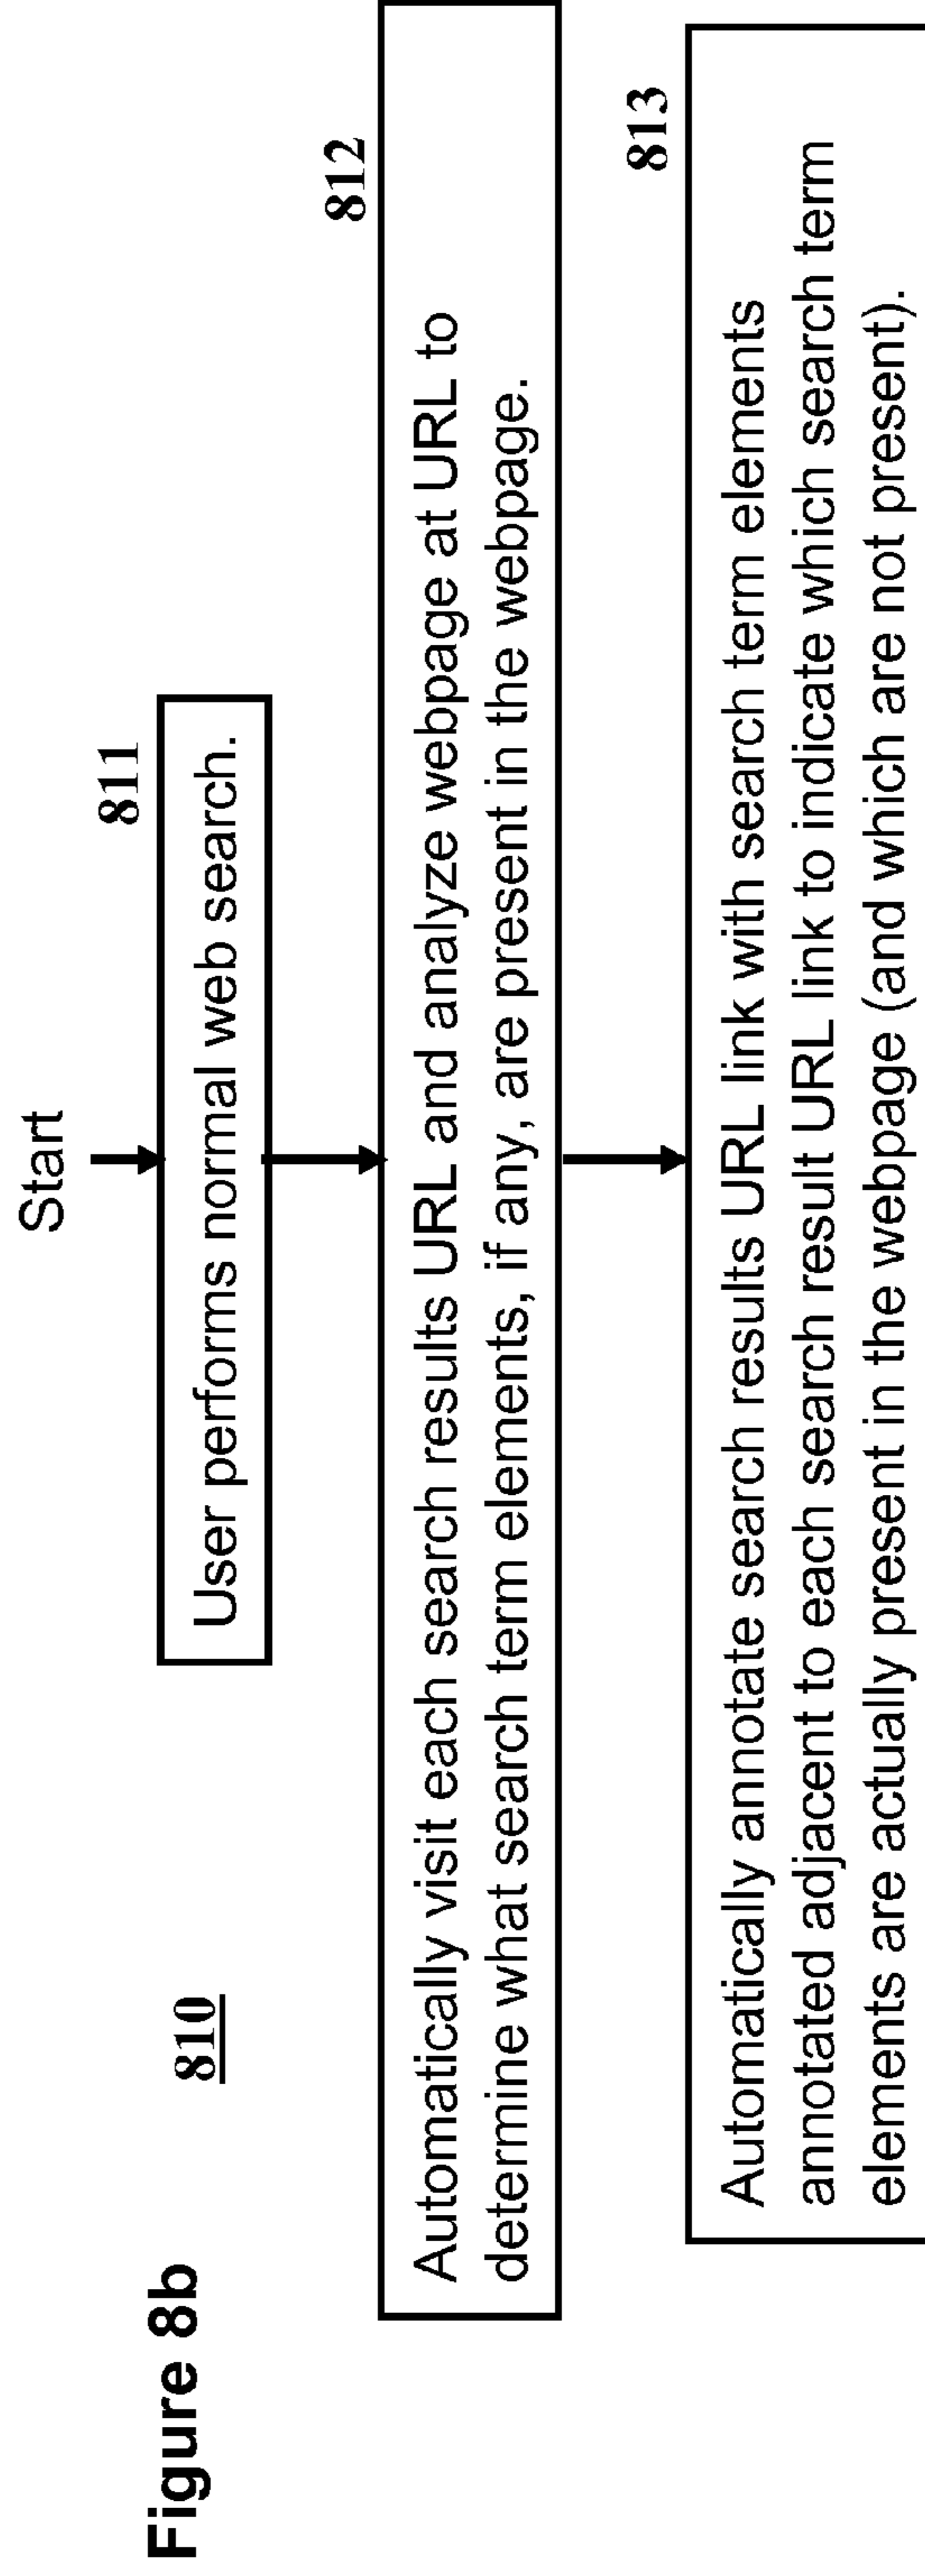 Figure 8b
810
Start
811
User performs normal web search.
812
Automatically visit each search results URL and analyze webpage at URL to
determine what search term elements, if any, are present in the webpage.
813
Automatically annotate search results URL link with search term elements
annotated adjacent to each search result URL link to indicate which search term
elements are actually present in the webpage (and which are not present).